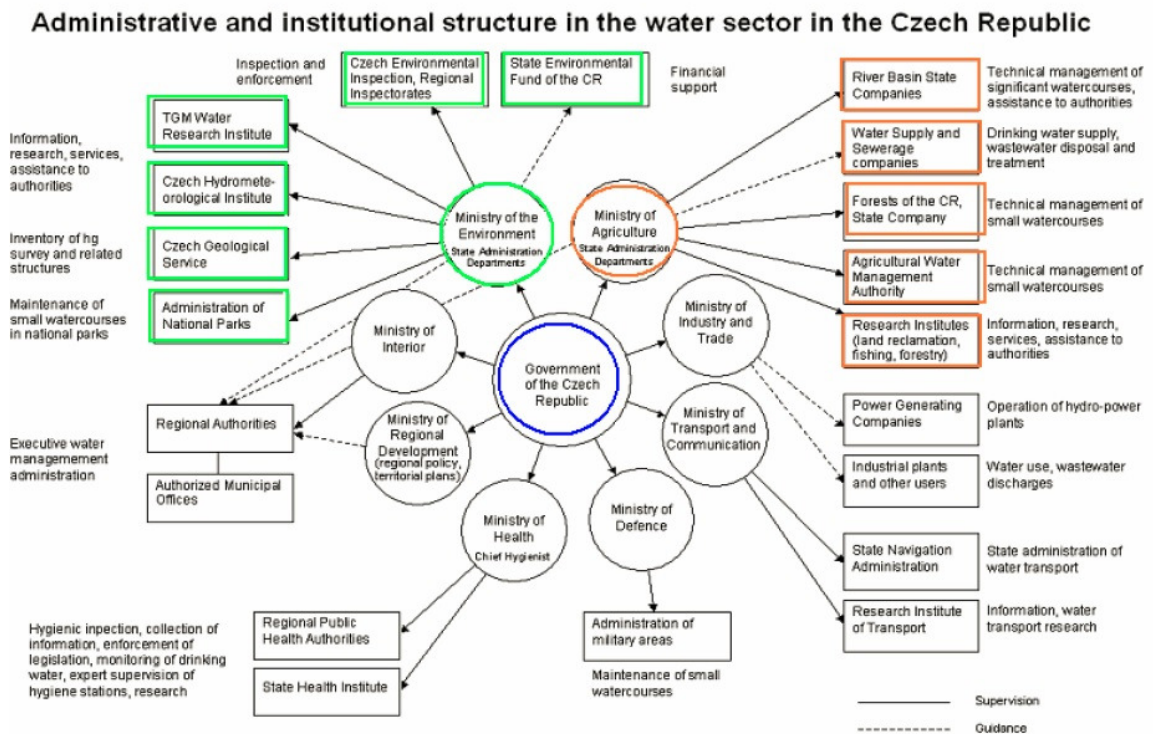 Administrative and institutional structure in the water sector in the Czech Republic
Inspection and
enforcement
Czech Environmental
Inspection, Regional
Inspectorates
State Environmental
Fund of the CR
Financial
support
River Basin State
Companies
Technical management of
significant watercourses,
assistance to authorities
TGM Water
Research Institute
Information,
research, services,
assistance to
authorities
Water Supply and
Sewerage
companies
Drinking water supply,
wastewater disposal and
treatment
Czech Hydromete-
orological Institute
Ministry of the
Environment
State Administration
Departments
Ministry of
Agriculture
State Administration
Departments
Forests of the CR,
State Company
Technical management of
small watercourses
Inventory of hg
survey and related
structures
Czech Geological
Service
Agricultural Water
Management
Authority
Technical management of
small watercourses
Maintenance of
small watercourses
in national parks
Administration of
National Parks
Ministry of
Interior
Ministry of
Industry and
Trade
Research Institutes
(land reclamation,
fishing, forestry)
Information, research,
services, assistance to
authorities
Government
of the Czech
Republic
Regional Authorities
Ministry of
Regional
Development
(regional policy,
territorial plans)
Ministry of
Transport and
Communication
Power Generating
Companies
Operation of hydro-power
plants
Executive water
managemement
administration
Authorized Municipal
Offices
Industrial plants
and other users
Water use, wastewater
discharges
Ministry of
Health
Chief Hygienist
Ministry of
Defence
State Navigation
Administration
State administration of
water transport
Hygienic inpection, collection of
information, enforcement of
legislation, monitoring of drinking
water, expert supervision of
hygiene stations, research
Regional Public
Health Authorities
State Health Institute
Administration of
military areas
Maintenance of small
watercourses
Research Institute
of Transport
Information, water
transport research
Supervision
Guidance